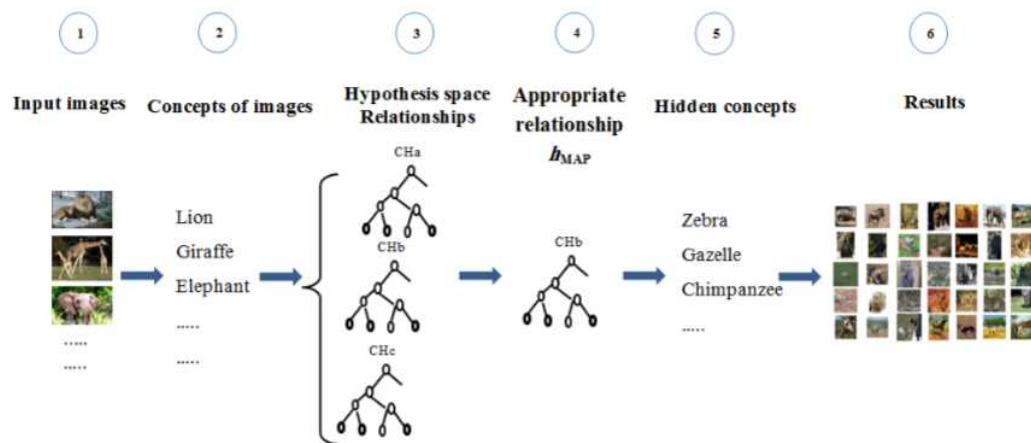 1
2
3
4
5
6
Input images
Concepts of images
Hypothesis space
Relationships
Appropriate
relationship
hMAP
Hidden concepts
Results
CHa
CHb
CHc
.....
.....
Lion
Giraffe
Elephant
.....
.....
CHb
Zebra
Gazelle
Chimpanzee
.....